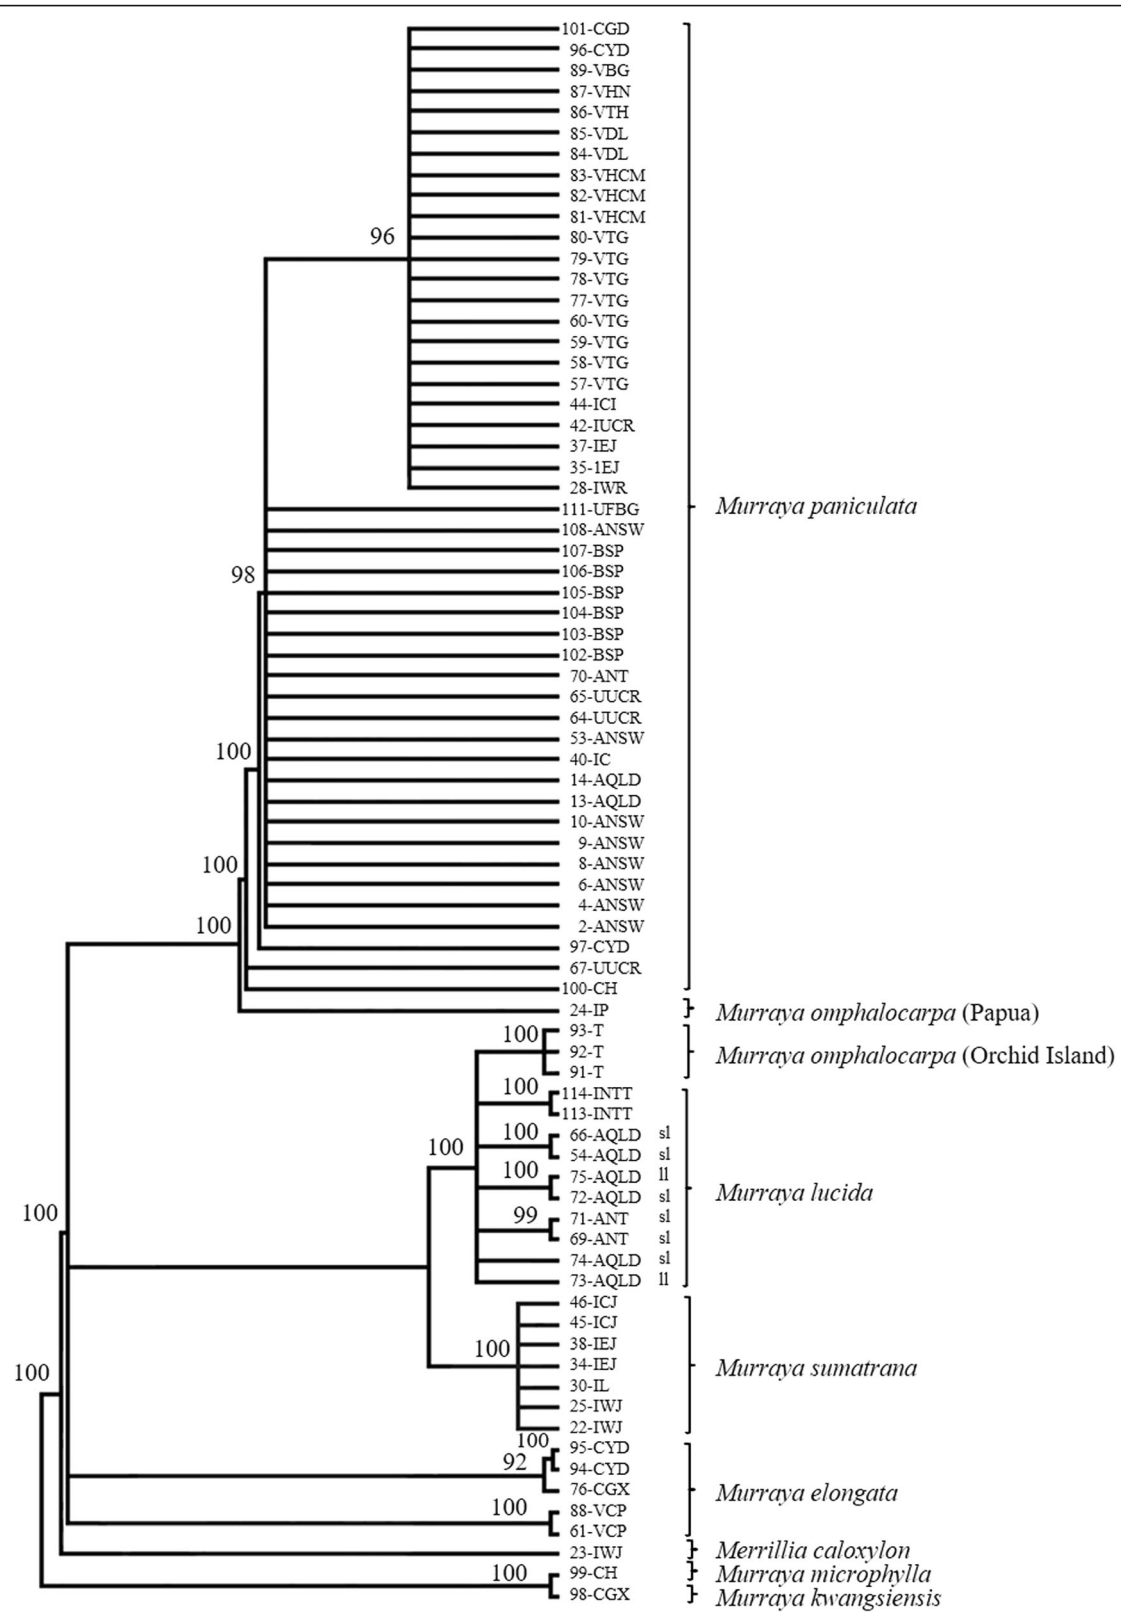 101-CGD
96-CYD
89-VBG
87-VHN
86-VTH
85-VDL
84-VDL
83-VHCM
82-VHCM
81-VHCM
96
80-VTG
79-VTG
78-VTG
77-VTG
60-VTG
59-VTG
58-VTG
57-VTG
44-ICI
42-IUCR
37-IEJ
35-1EJ
28-IWR
111-UFBG
Murraya paniculata
108-ANSW
107-BSP
106-BSP
98
105-BSP
104-BSP
103-BSP
102-BSP
70-ANT
65-UUCR
64-UUCR
53-ANSW
100
40-IC
14-AQLD
13-AQLD
10-ANSW
9-ANSW
100
8-ANSW
6-ANSW
4-ANSW
100
2-ANSW
97-CYD
67-UUCR
100-CH
24-IP
Murraya omphalocarpa (Papua)
100
93-T
92-T
Murraya omphalocarpa (Orchid Island)
91-T
100
114-INTT
113-INTT
100
66-AQLD sl
100
54-AQLD sl
100
75-AQLD ll
72-AQLD sl
Murraya lucida
100
99
71-ANT sl
69-ANT sl
74-AQLD sl
73-AQLD ll
46-ICJ
45-ICJ
100
38-IEJ
34-IEJ
Murraya sumatrana
100
30-IL
25-IWJ
22-IWJ
100
95-CYD
92
94-CYD
76-CGX
Murraya elongata
100
88-VCP
61-VCP
23-IWJ
Merrillia caloxylon
100
99-CH
Murraya microphylla
98-CGX
Murraya kwangsiensis